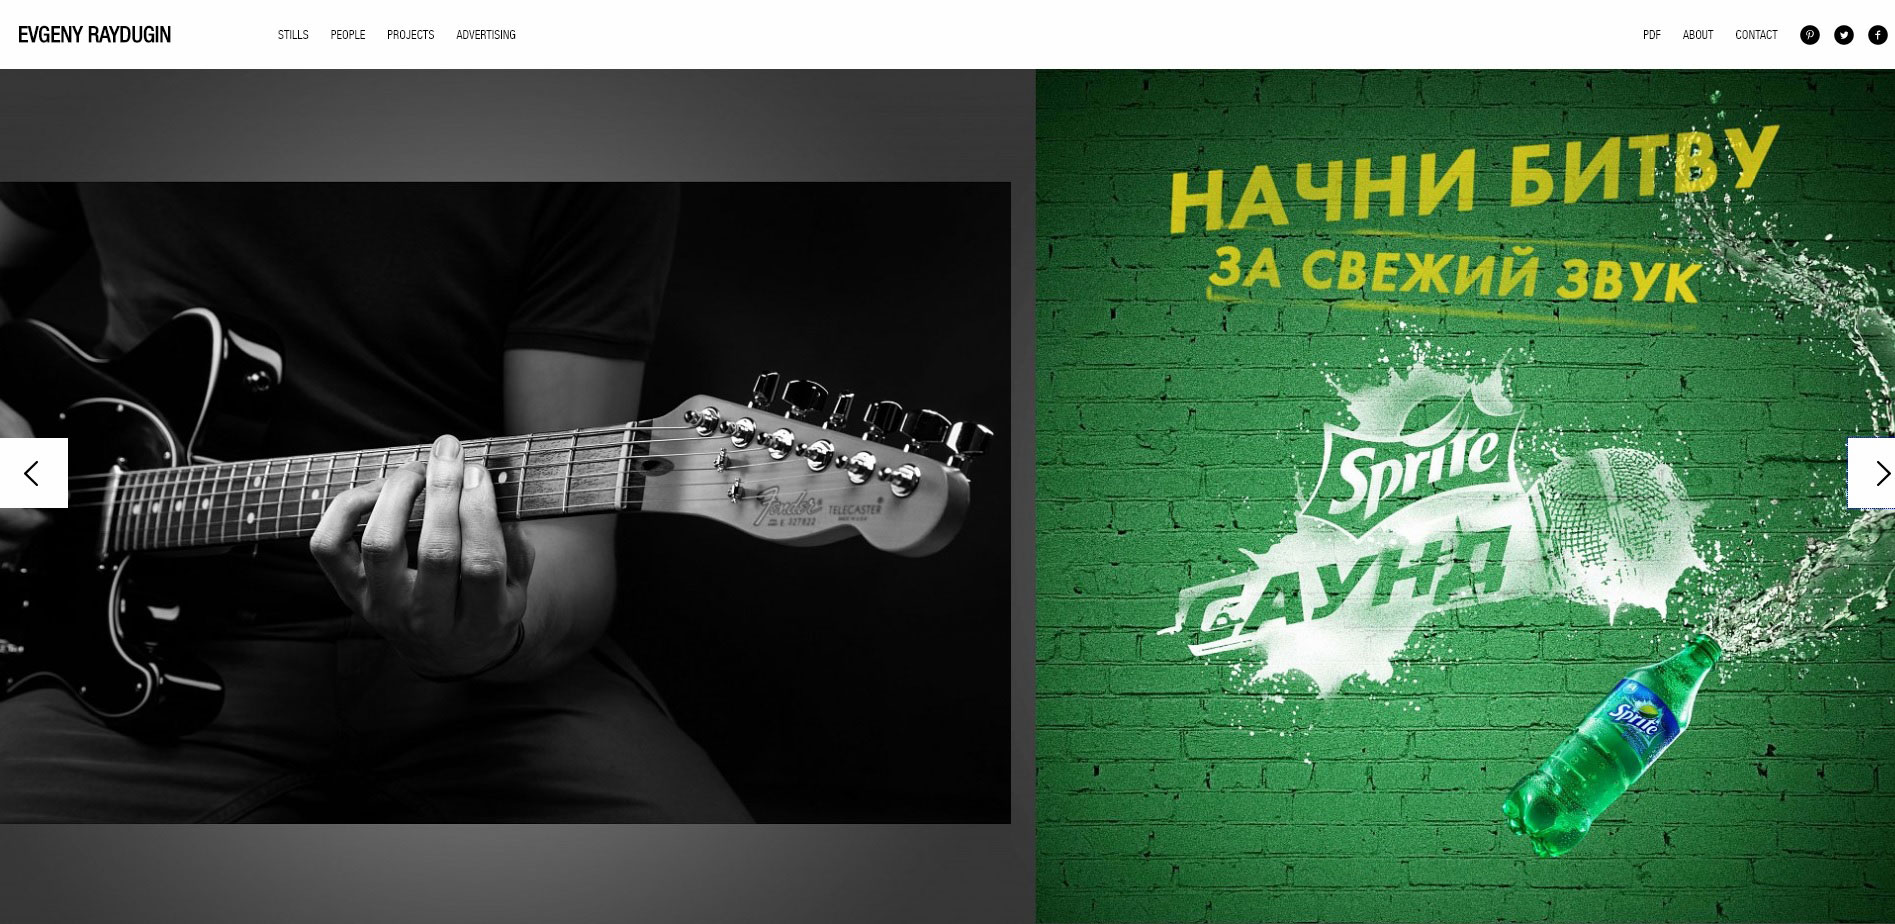 EVGENY RAYDUGIN
STILLS PEOPLE PROJECTS ADVERTISING
PDF ABOUT CONTACT
Fender
TELECASTER
НАЧНИ БИТВУ
ЗА СВЕЖИЙ ЗВУК
Sprite
САУНД
Sprite